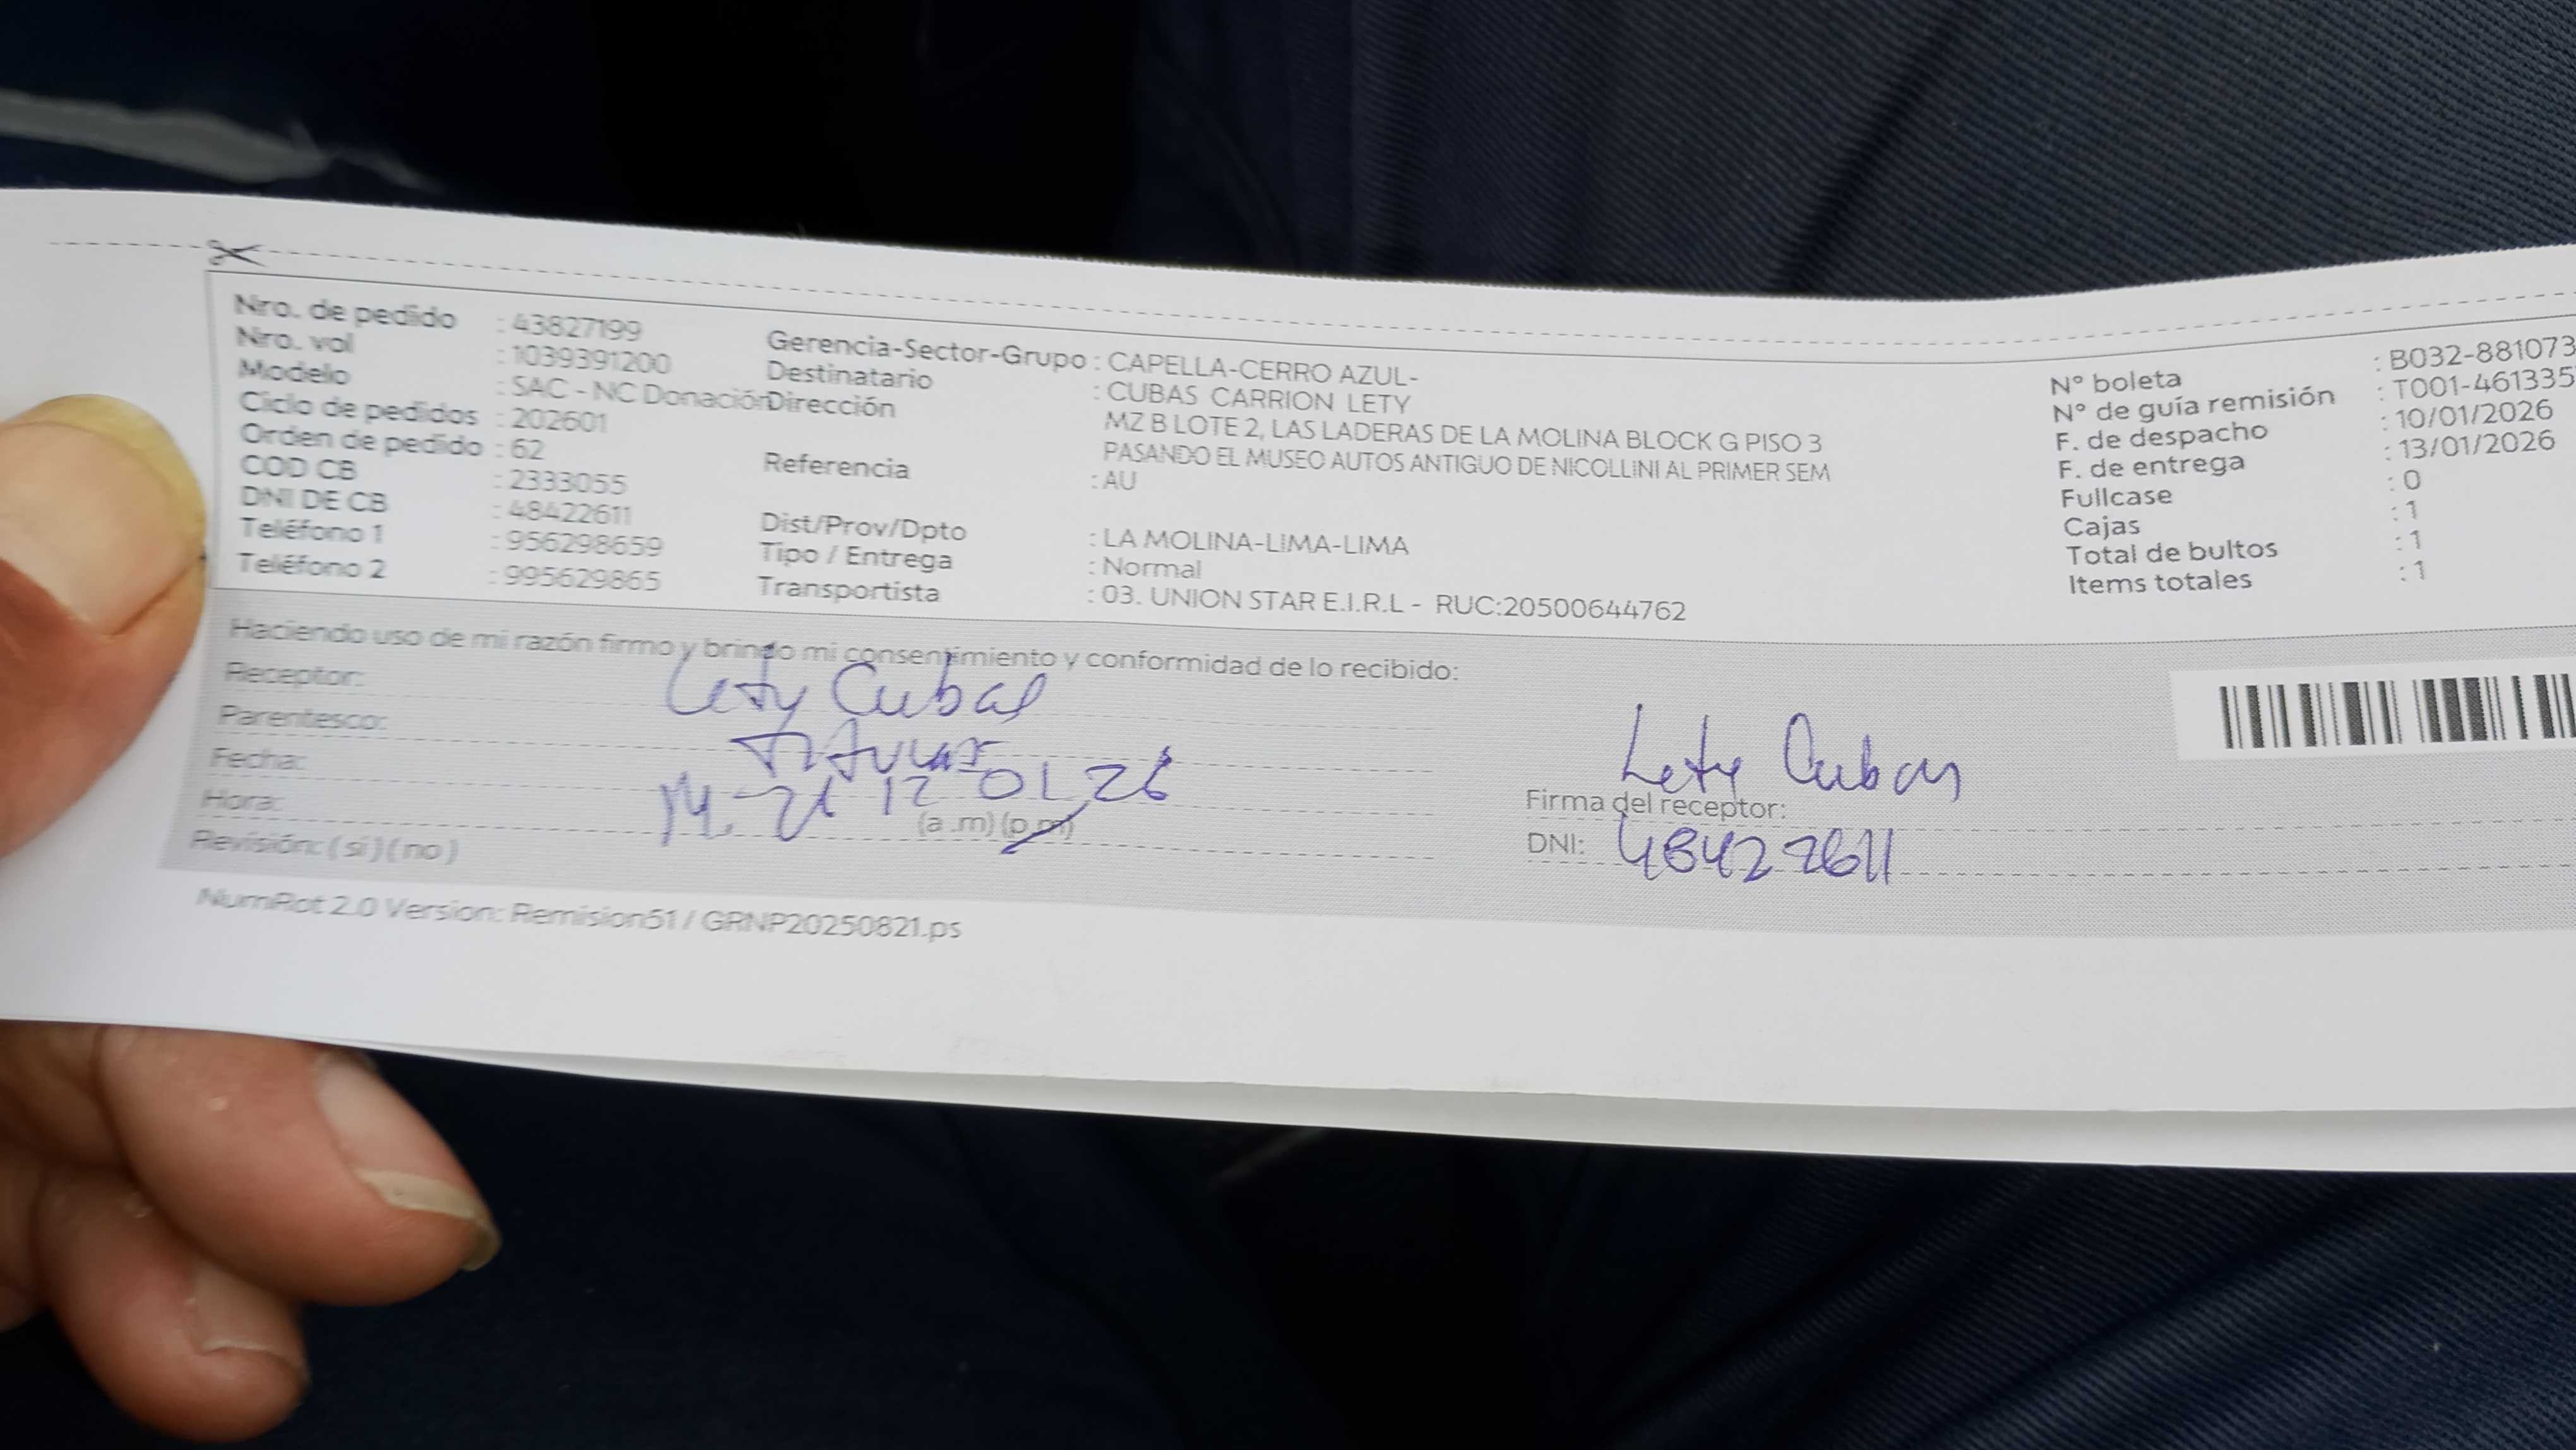 Nro. de pedido : 43827199
Nro. vol : 1039391200
Modelo : SAC - NC Donación
Ciclo de pedidos : 202601
Orden de pedido : 62
COD CB : 2333055
DNI DE CB : 48422611
Teléfono 1 : 956298659
Teléfono 2 : 995629865
Gerencia-Sector-Grupo : CAPELLA-CERRO AZUL-
Destinatario : CUBAS CARRION LETY
Dirección MZ B LOTE 2, LAS LADERAS DE LA MOLINA BLOCK G PISO 3
PASANDO EL MUSEO AUTOS ANTIGUO DE NICOLLINI AL PRIMER SEM
Referencia : AU
Dist/Prov/Dpto : LA MOLINA-LIMA-LIMA
Tipo / Entrega : Normal
Transportista : 03. UNION STAR E.I.R.L - RUC:20500644762
N° boleta : B032-881073
N° de guía remisión : T001-461335
F. de despacho : 10/01/2026
F. de entrega : 13/01/2026
Fullcase : 0
Cajas : 1
Total de bultos : 1
Items totales : 1
Haciendo uso de mi razón firmo y brindo mi consentimiento y conformidad de lo recibido:
Receptor: Lety Cubas
Parentesco: Titular
Fecha: 12 01 26
Hora: (a .m) (p.m)
Revisión: ( sí ) ( no )
Lety Cubas
Firma del receptor:
DNI: 48422611
NumRot 2.0 Version: Remision51 / GRNP20250821.ps